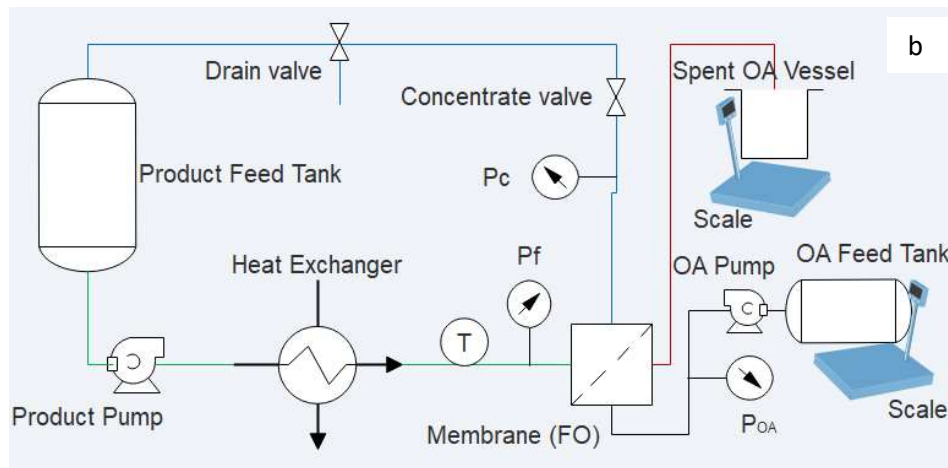 b
Drain valve
Spent OA Vessel
Concentrate valve
Product Feed Tank
Pc
Scale
Heat Exchanger
Pf
OA Pump
OA Feed Tank
T
Product Pump
Membrane (FO)
POA
Scale